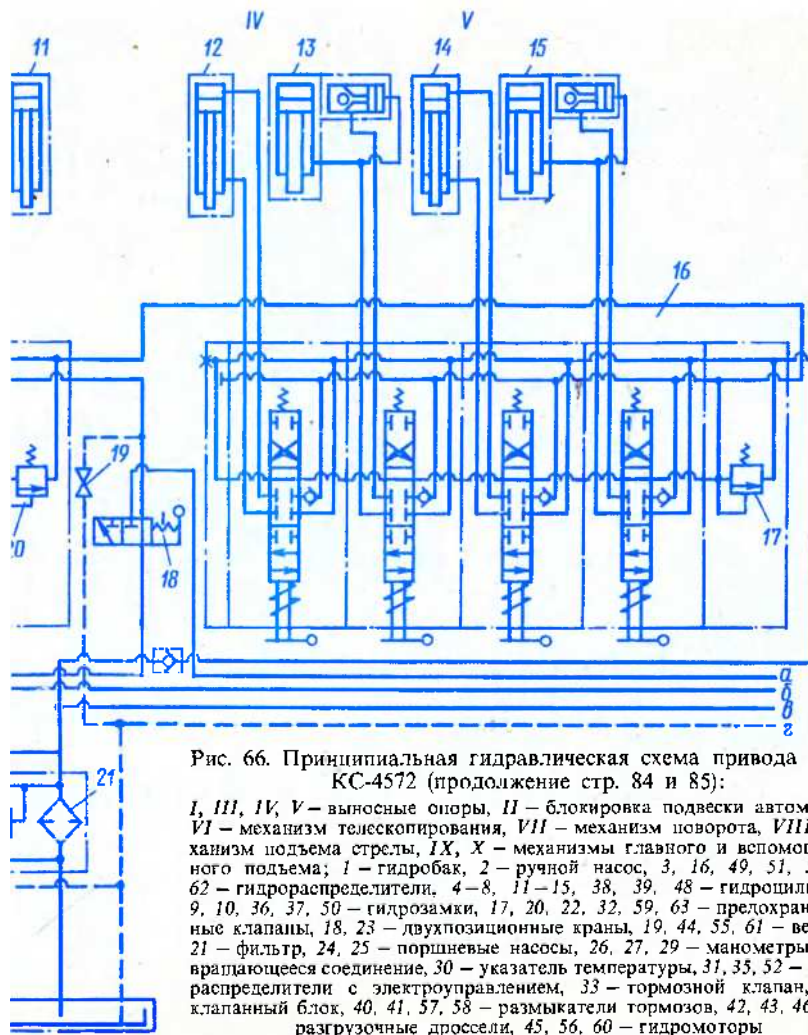 IV V
11 12 13 14 15
16
19
20 18 17
а
б
в
г
21
Рис. 66. Принципиальная гидравлическая схема привода
КС-4572 (продолжение стр. 84 и 85):
I, III, IV, V — выносные опоры, II — блокировка подвески автом
VI — механизм телескопирования, VII — механизм поворота, VIII
ханизм подъема стрелы, IX, X — механизмы главного и вспомог
ного подъема; 1 — гидробак, 2 — ручной насос, 3, 16, 49, 51,
62 — гидрораспределители, 4—8, 11—15, 38, 39, 48 — гидроцили
9, 10, 36, 37, 50 — гидрозамки, 17, 20, 22, 32, 59, 63 — предохран
ные клапаны, 18, 23 — двухпозиционные краны, 19, 44, 55, 61 — ве
21 — фильтр, 24, 25 — поршневые насосы, 26, 27, 29 — манометры
вращающееся соединение, 30 — указатель температуры, 31, 35, 52 —
распределители с электроуправлением, 33 — тормозной клапан,
клапанный блок, 40, 41, 57, 58 — размыкатели тормозов, 42, 43, 46
разгрузочные дроссели, 45, 56, 60 — гидромоторы